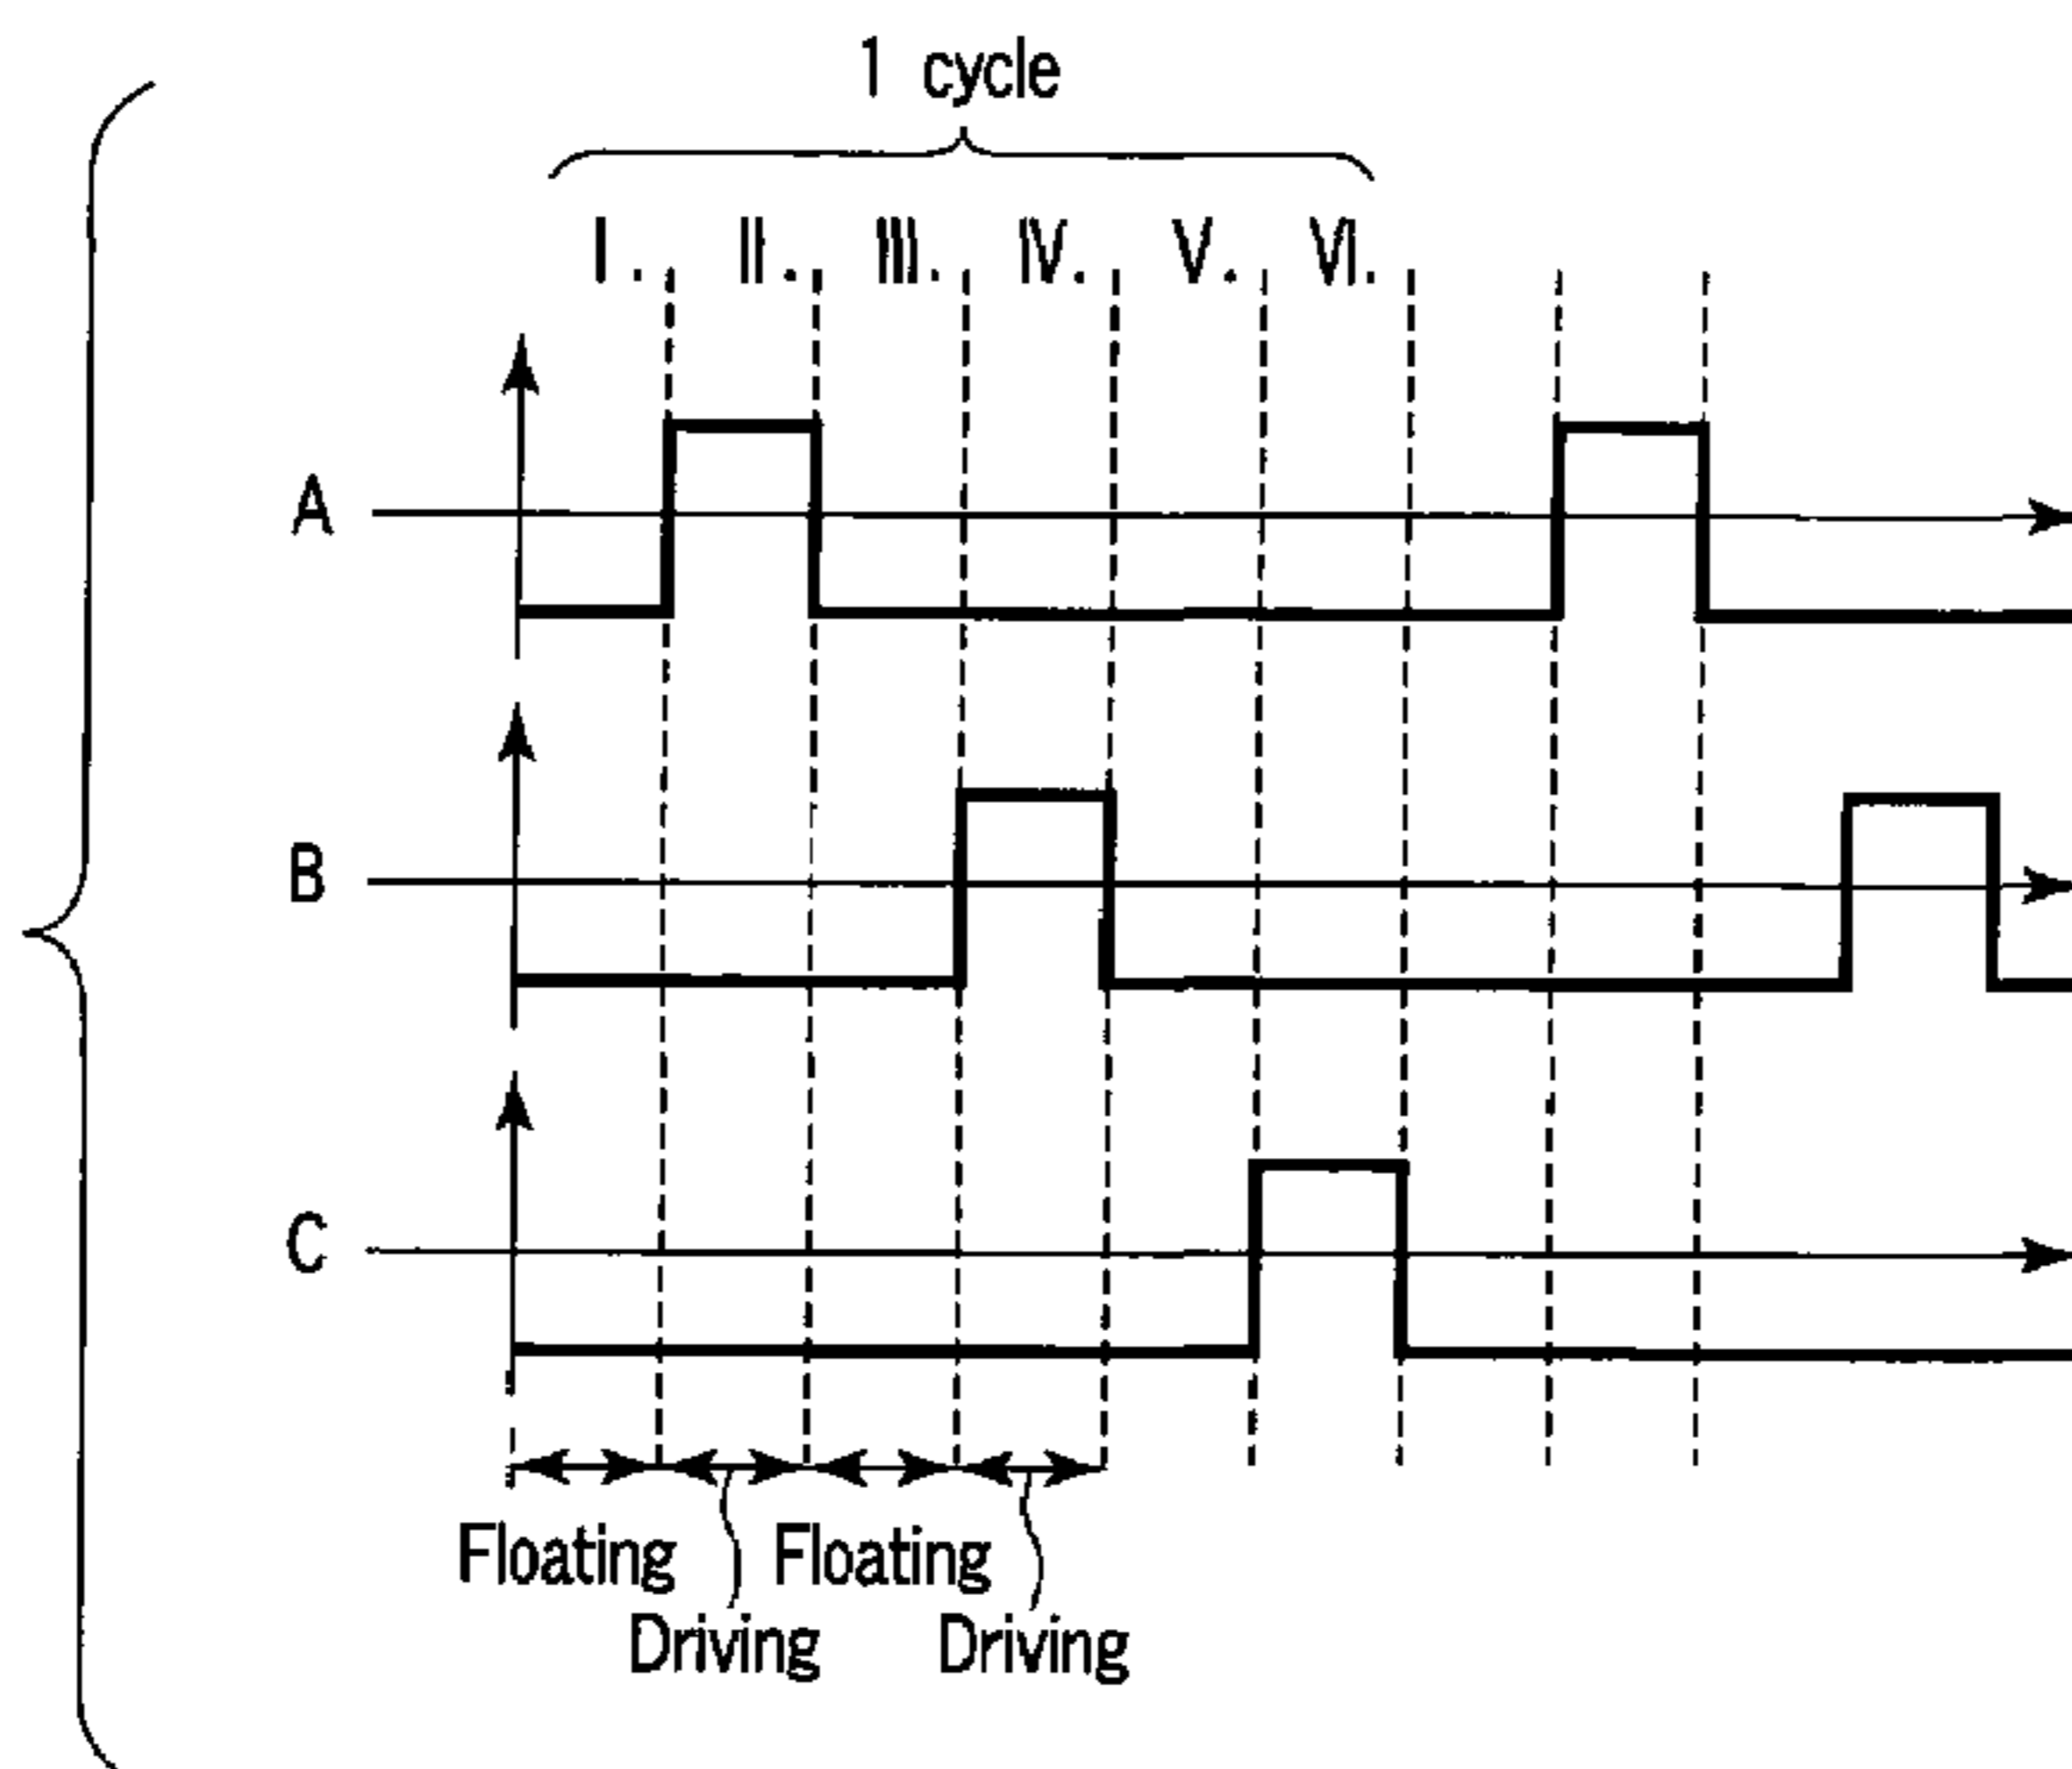 1 cycle
I. II. III. IV. V. VI.
A
B
C
Floating Floating
Driving Driving